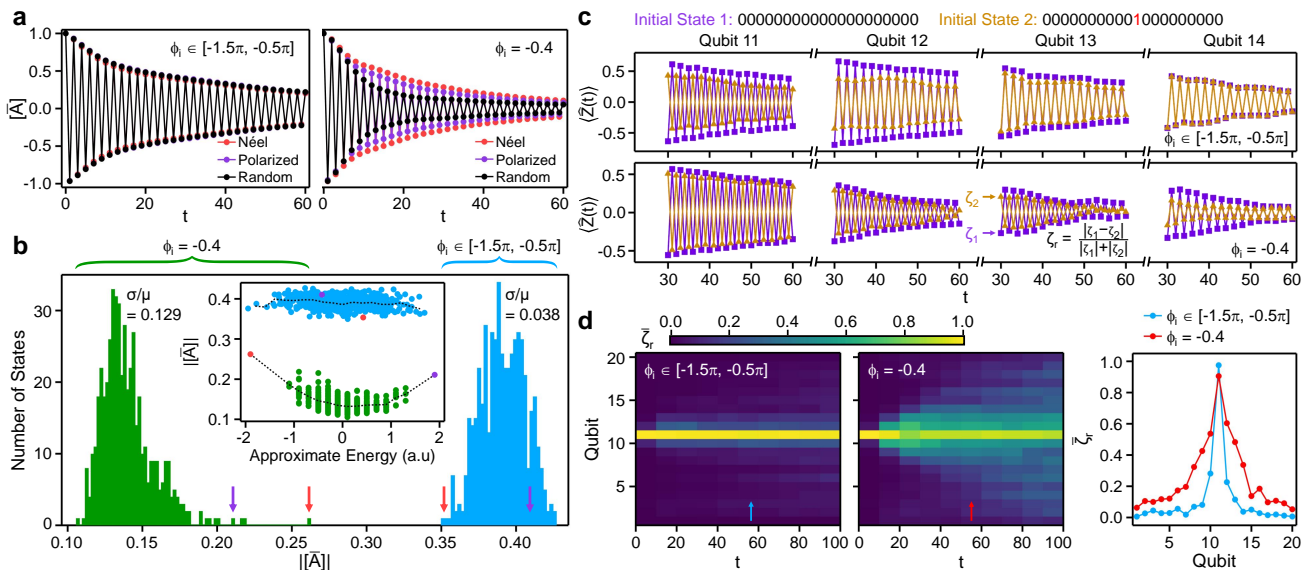 a
ϕi ∈ [-1.5π, -0.5π]
ϕi = -0.4
[A̅]
1.0
0.5
0.0
-0.5
-1.0
Néel
Polarized
Random
Néel
Polarized
Random
0 20 40 60
0 20 40 60
t
t
b
ϕi = -0.4
ϕi ∈ [-1.5π, -0.5π]
Number of States
30
20
10
0
σ/μ
= 0.129
σ/μ
= 0.038
|[A̅]|
0.4
0.3
0.2
0.1
-2 -1 0 1 2
Approximate Energy (a.u)
0.10 0.15 0.20 0.25 0.30 0.35 0.40
|[A̅]|
c
Initial State 1: 00000000000000000000
Initial State 2: 00000000001000000000
Qubit 11 Qubit 12 Qubit 13 Qubit 14
⟨Ẑ(t)⟩
0.5
0.0
-0.5
ϕi ∈ [-1.5π, -0.5π]
⟨Ẑ(t)⟩
0.5
0.0
-0.5
ζ2
ζ1
ζr = |ζ1-ζ2| / |ζ1|+|ζ2|
ϕi = -0.4
30 40 50 60 30 40 50 60 30 40 50 60 30 40 50 60
t
d
ζ̅r
0.0 0.2 0.4 0.6 0.8 1.0
Qubit
20
15
10
5
ϕi ∈ [-1.5π, -0.5π]
ϕi = -0.4
0 20 40 60 80 100
0 20 40 60 80 100
t
t
ϕi ∈ [-1.5π, -0.5π]
ϕi = -0.4
ζ̅r
1.0
0.8
0.6
0.4
0.2
0.0
5 10 15 20
Qubit